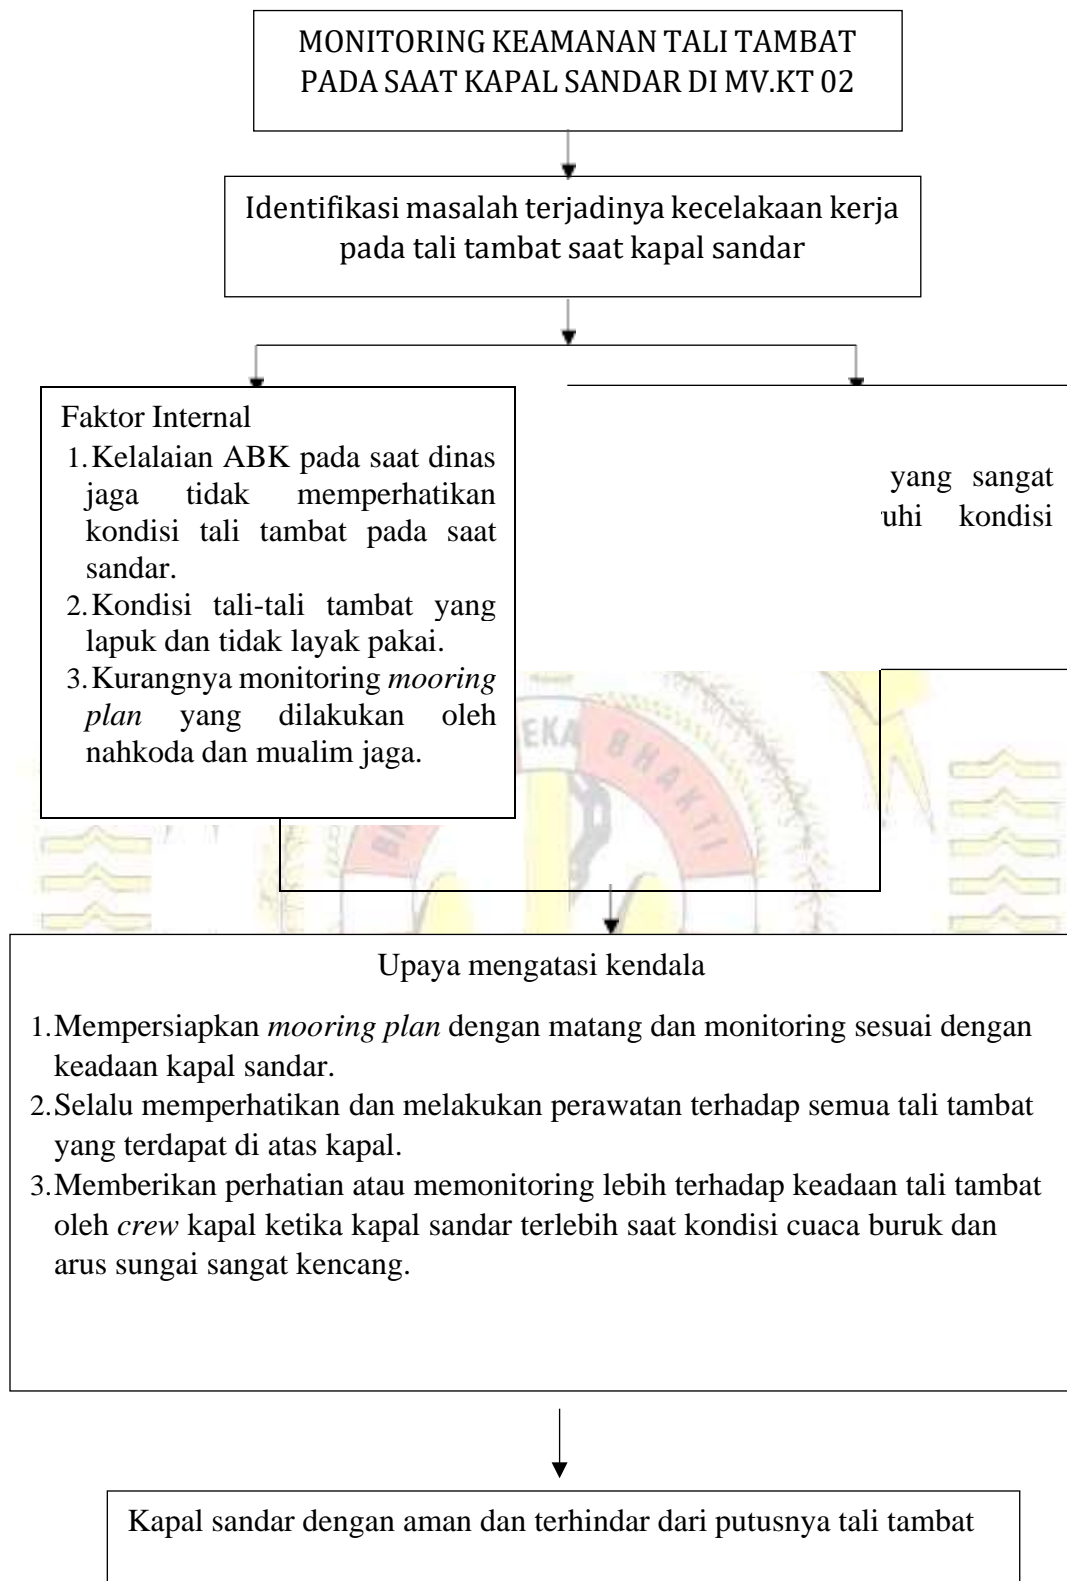 MONITORING KEAMANAN TALI TAMBAT
PADA SAAT KAPAL SANDAR DI MV.KT 02
Identifikasi masalah terjadinya kecelakaan kerja
pada tali tambat saat kapal sandar
Faktor Internal
1. Kelalaian ABK pada saat dinas
jaga tidak memperhatikan
kondisi tali tambat pada saat
sandar.
2. Kondisi tali-tali tambat yang
lapuk dan tidak layak pakai.
3. Kurangnya monitoring mooring
plan yang dilakukan oleh
nahkoda dan mualim jaga.
yang sangat
ruhi kondisi
EKA BHAKTI
Upaya mengatasi kendala
1. Mempersiapkan mooring plan dengan matang dan monitoring sesuai dengan
keadaan kapal sandar.
2. Selalu memperhatikan dan melakukan perawatan terhadap semua tali tambat
yang terdapat di atas kapal.
3. Memberikan perhatian atau memonitoring lebih terhadap keadaan tali tambat
oleh crew kapal ketika kapal sandar terlebih saat kondisi cuaca buruk dan
arus sungai sangat kencang.
Kapal sandar dengan aman dan terhindar dari putusnya tali tambat